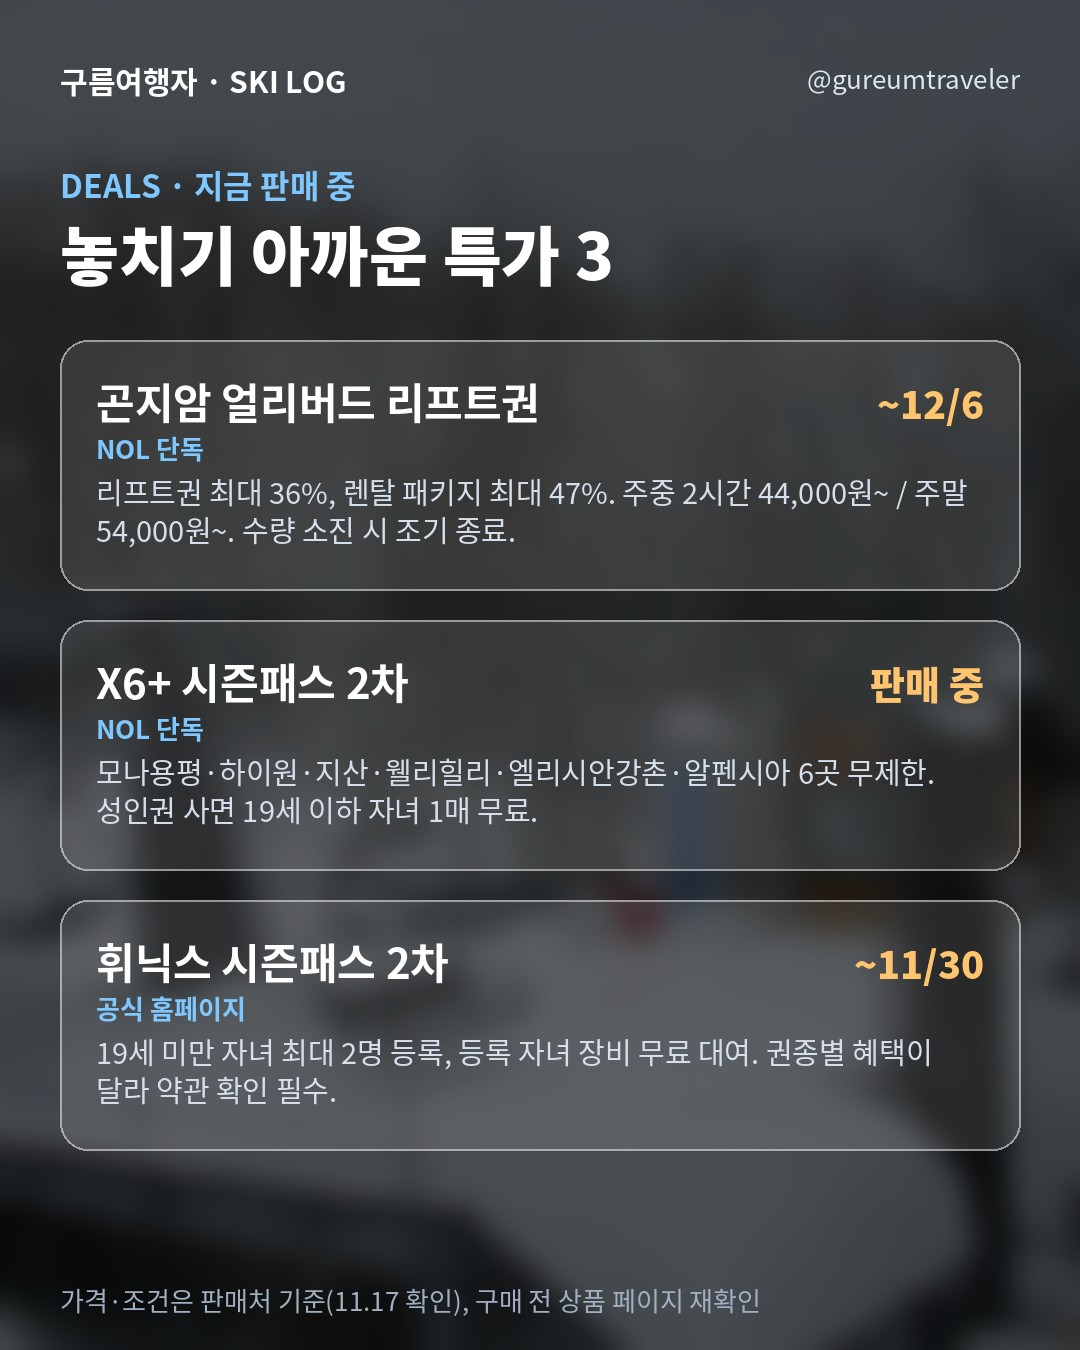 구름여행자 · SKI LOG
@gureumtraveler
DEALS · 지금 판매 중
놓치기 아까운 특가 3
곤지암 얼리버드 리프트권
~12/6
NOL 단독
리프트권 최대 36%, 렌탈 패키지 최대 47%. 주중 2시간 44,000원~ / 주말
54,000원~. 수량 소진 시 조기 종료.
X6+ 시즌패스 2차
판매 중
NOL 단독
모나용평·하이원·지산·웰리힐리·엘리시안강촌·알펜시아 6곳 무제한.
성인권 사면 19세 이하 자녀 1매 무료.
휘닉스 시즌패스 2차
~11/30
공식 홈페이지
19세 미만 자녀 최대 2명 등록, 등록 자녀 장비 무료 대여. 권종별 혜택이
달라 약관 확인 필수.
가격·조건은 판매처 기준(11.17 확인), 구매 전 상품 페이지 재확인